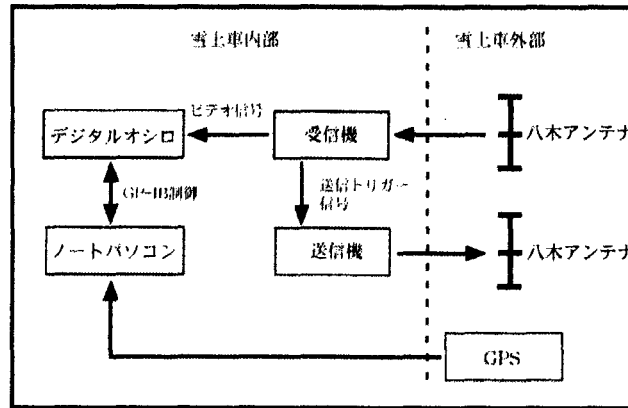 雪上車内部
雪上車外部
ビデオ信号
デジタルオシロ
受信機
八木アンテナ
GP-IB制御
送信トリガー
信号
ノートパソコン
送信機
八木アンテナ
GPS